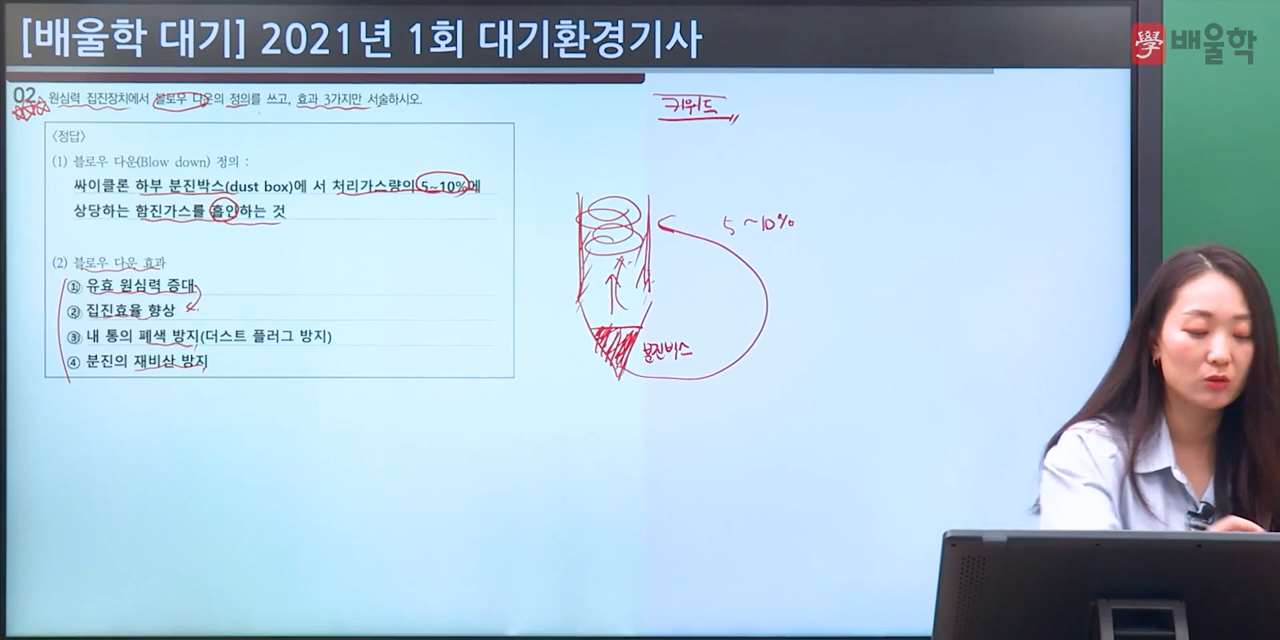 [배울학 대기] 2021년 1회 대기환경기사
學 배울학
02 원심력 집진장치에서 블로우 다운의 정의를 쓰고, 효과 3가지만 서술하시오.
키워드
<정답>
(1) 블로우 다운(Blow down) 정의 :
싸이클론 하부 분진박스(dust box)에 서 처리가스량의 5~10%에
상당하는 함진가스를 흡인하는 것
5~10%
(2) 블로우 다운 효과
① 유효 원심력 증대
② 집진효율 향상
③ 내 통의 폐색 방지(더스트 플러그 방지)
분진박스
④ 분진의 재비산 방지